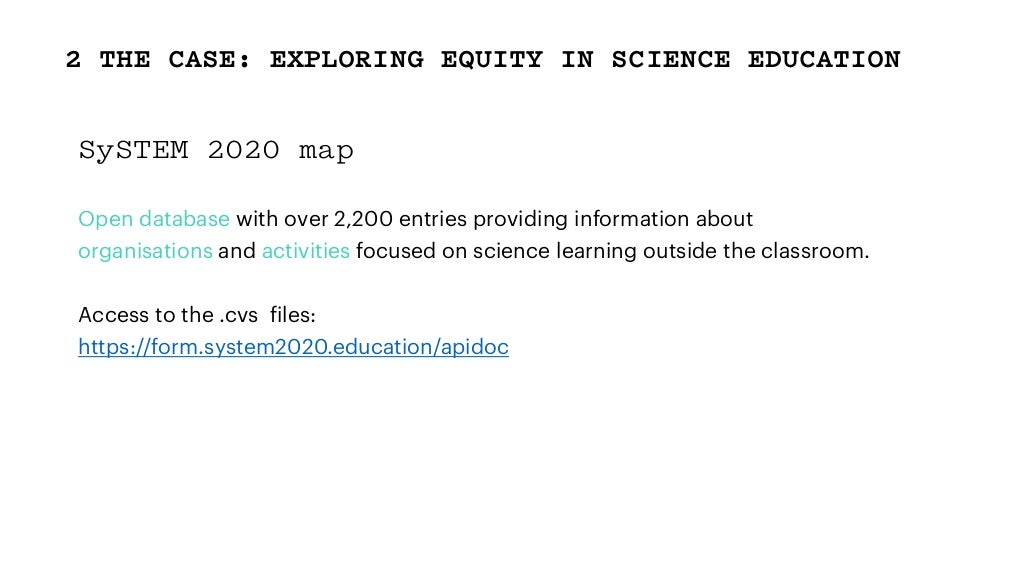 2 THE CASE: EXPLORING EQUITY IN SCIENCE EDUCATION
SySTEM 2020 map
Open database with over 2,200 entries providing information about
organisations and activities focused on science learning outside the classroom.
Access to the .cvs  files:
https://form.system2020.education/apidoc